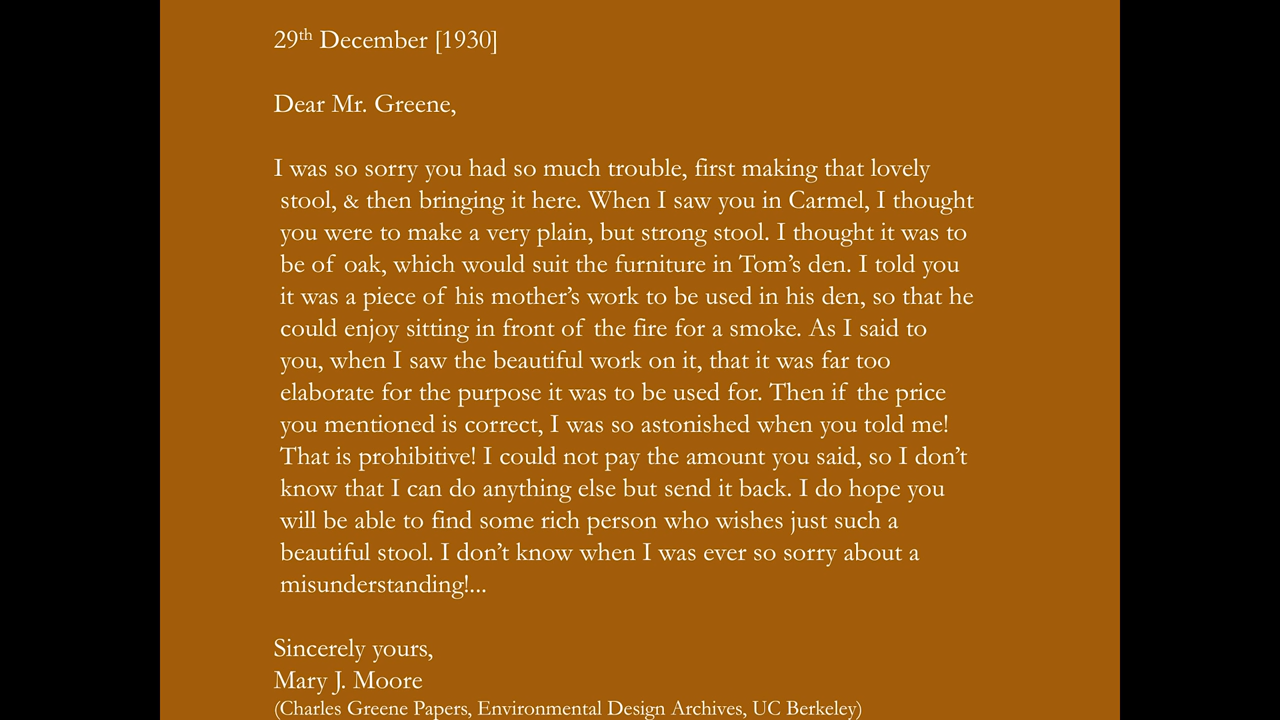 29th December [1930]
Dear Mr. Greene,
I was so sorry you had so much trouble, first making that lovely
stool, & then bringing it here. When I saw you in Carmel, I thought
you were to make a very plain, but strong stool. I thought it was to
be of oak, which would suit the furniture in Tom’s den. I told you
it was a piece of his mother’s work to be used in his den, so that he
could enjoy sitting in front of the fire for a smoke. As I said to
you, when I saw the beautiful work on it, that it was far too
elaborate for the purpose it was to be used for. Then if the price
you mentioned is correct, I was so astonished when you told me!
That is prohibitive! I could not pay the amount you said, so I don’t
know that I can do anything else but send it back. I do hope you
will be able to find some rich person who wishes just such a
beautiful stool. I don’t know when I was ever so sorry about a
misunderstanding!...
Sincerely yours,
Mary J. Moore
(Charles Greene Papers, Environmental Design Archives, UC Berkeley)